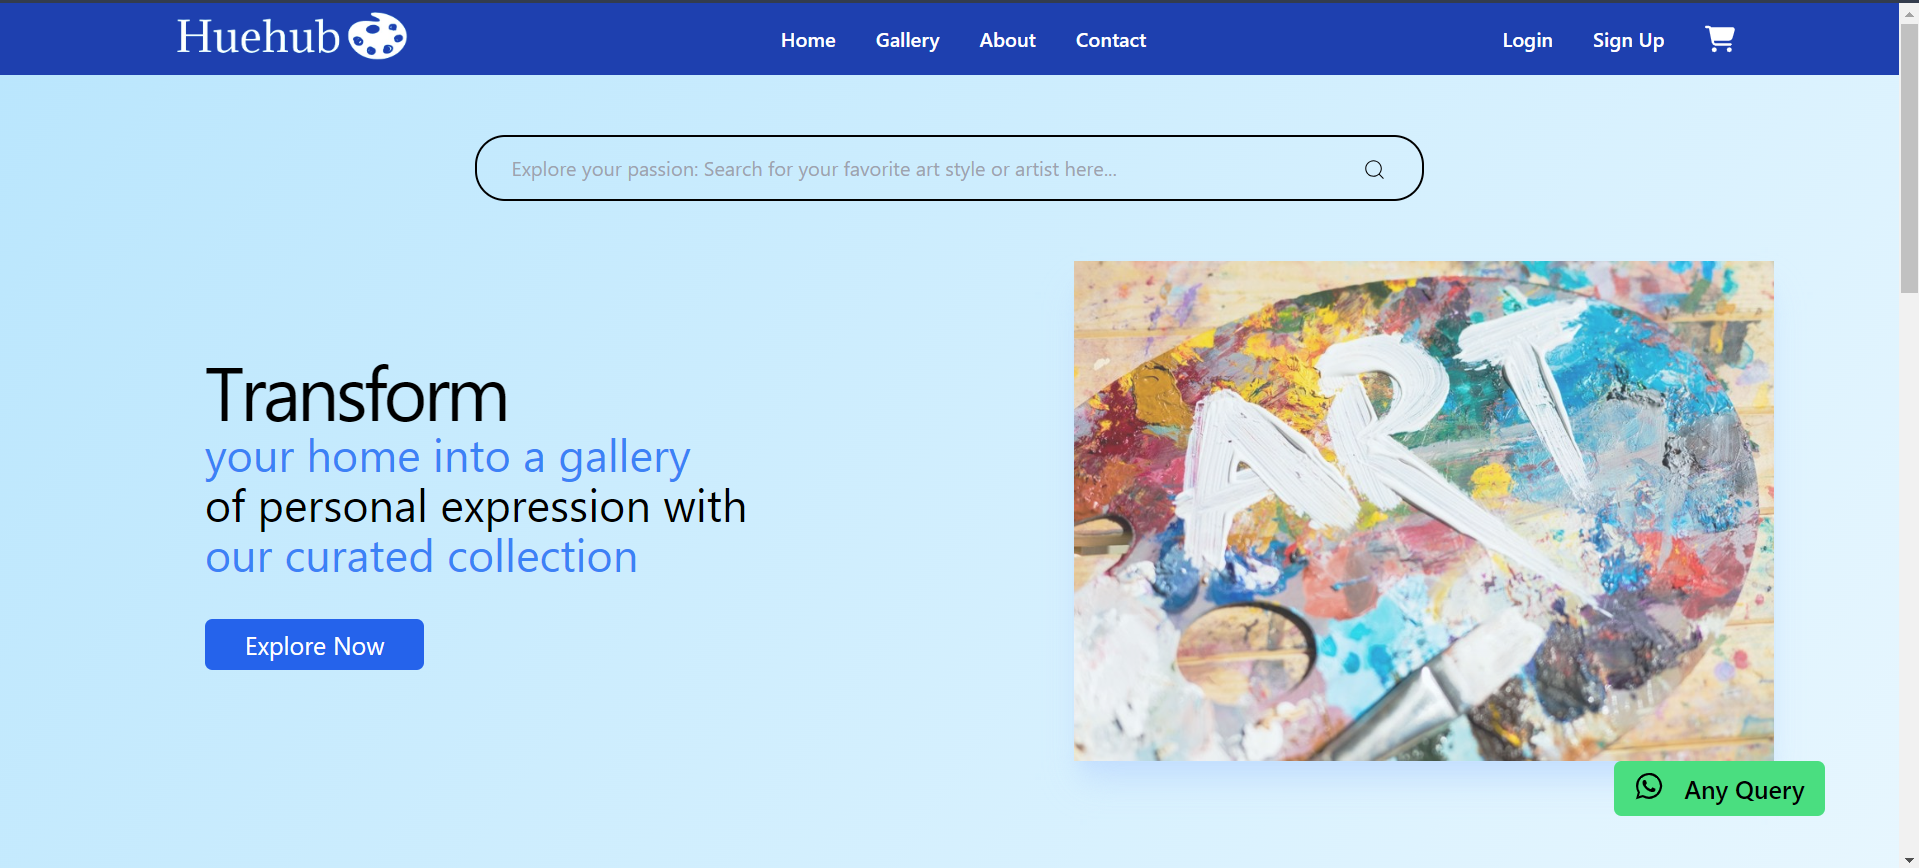 Huehub
Home Gallery About Contact
Login Sign Up
Explore your passion: Search for your favorite art style or artist here...
Transform
your home into a gallery
of personal expression with
our curated collection
Explore Now
ART
Any Query